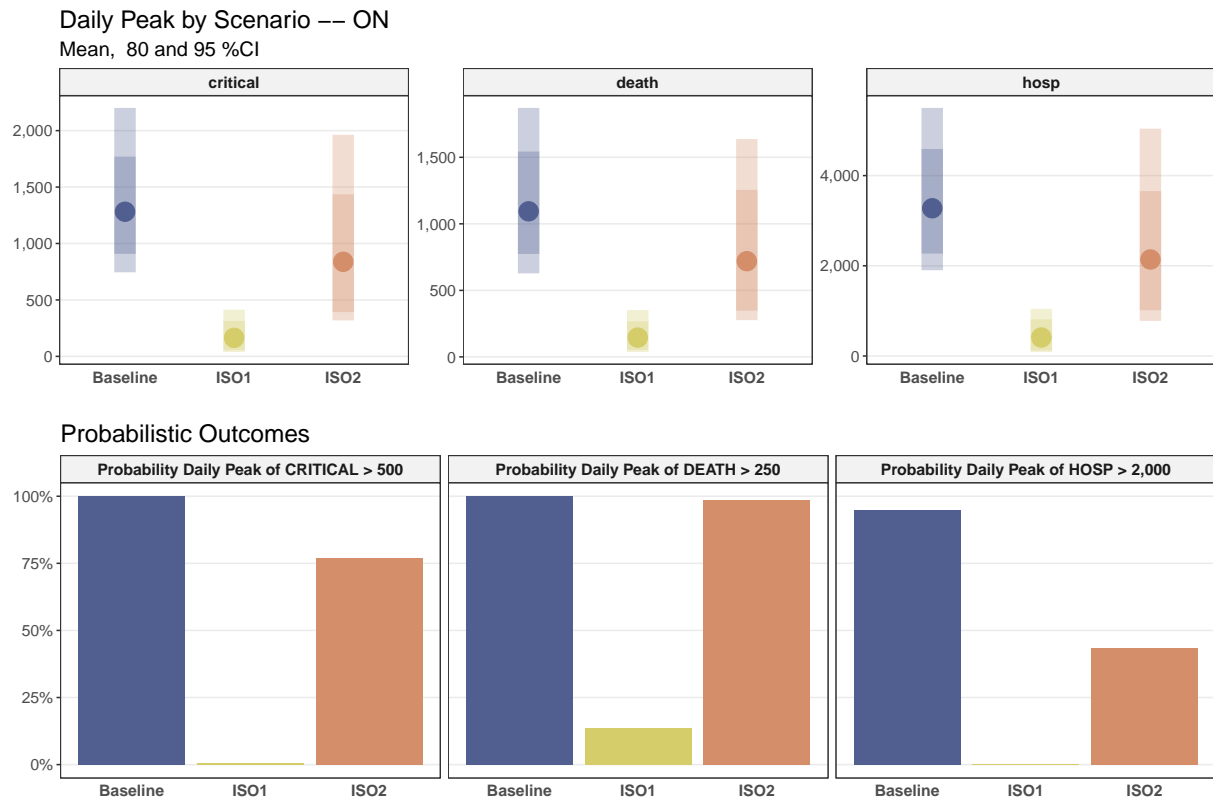 Daily Peak by Scenario −− ON
Mean,  80 and 95 %CI
critical
death
hosp
2,000
1,500
1,000
500
0
1,500
1,000
500
0
4,000
2,000
0
Baseline ISO1 ISO2
Baseline ISO1 ISO2
Baseline ISO1 ISO2
Probabilistic Outcomes
Probability Daily Peak of CRITICAL > 500
Probability Daily Peak of DEATH > 250
Probability Daily Peak of HOSP > 2,000
100%
75%
50%
25%
0%
Baseline ISO1 ISO2
Baseline ISO1 ISO2
Baseline ISO1 ISO2